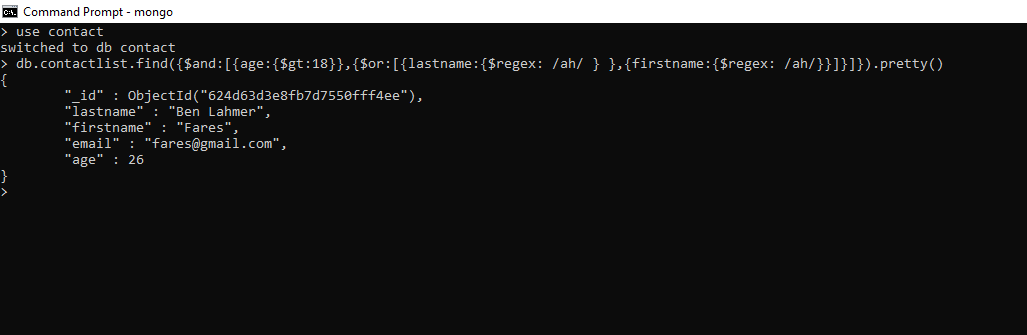 Command Prompt - mongo
> use contact
switched to db contact
> db.contactlist.find({$and:[{age:{$gt:18}},{$or:[{lastname:{$regex: /ah/ } },{firstname:{$regex: /ah/}}]}]}).pretty()
{
        "_id" : ObjectId("624d63d3e8fb7d7550fff4ee"),
        "lastname" : "Ben Lahmer",
        "firstname" : "Fares",
        "email" : "fares@gmail.com",
        "age" : 26
}
>